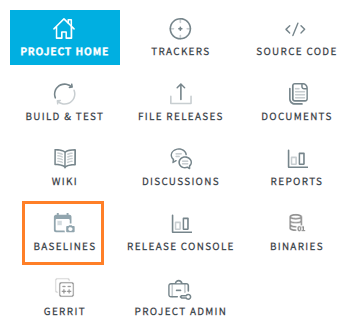 PROJECT HOME TRACKERS SOURCE CODE
BUILD & TEST FILE RELEASES DOCUMENTS
WIKI DISCUSSIONS REPORTS
01
BASELINES RELEASE CONSOLE BINARIES
GERRIT PROJECT ADMIN